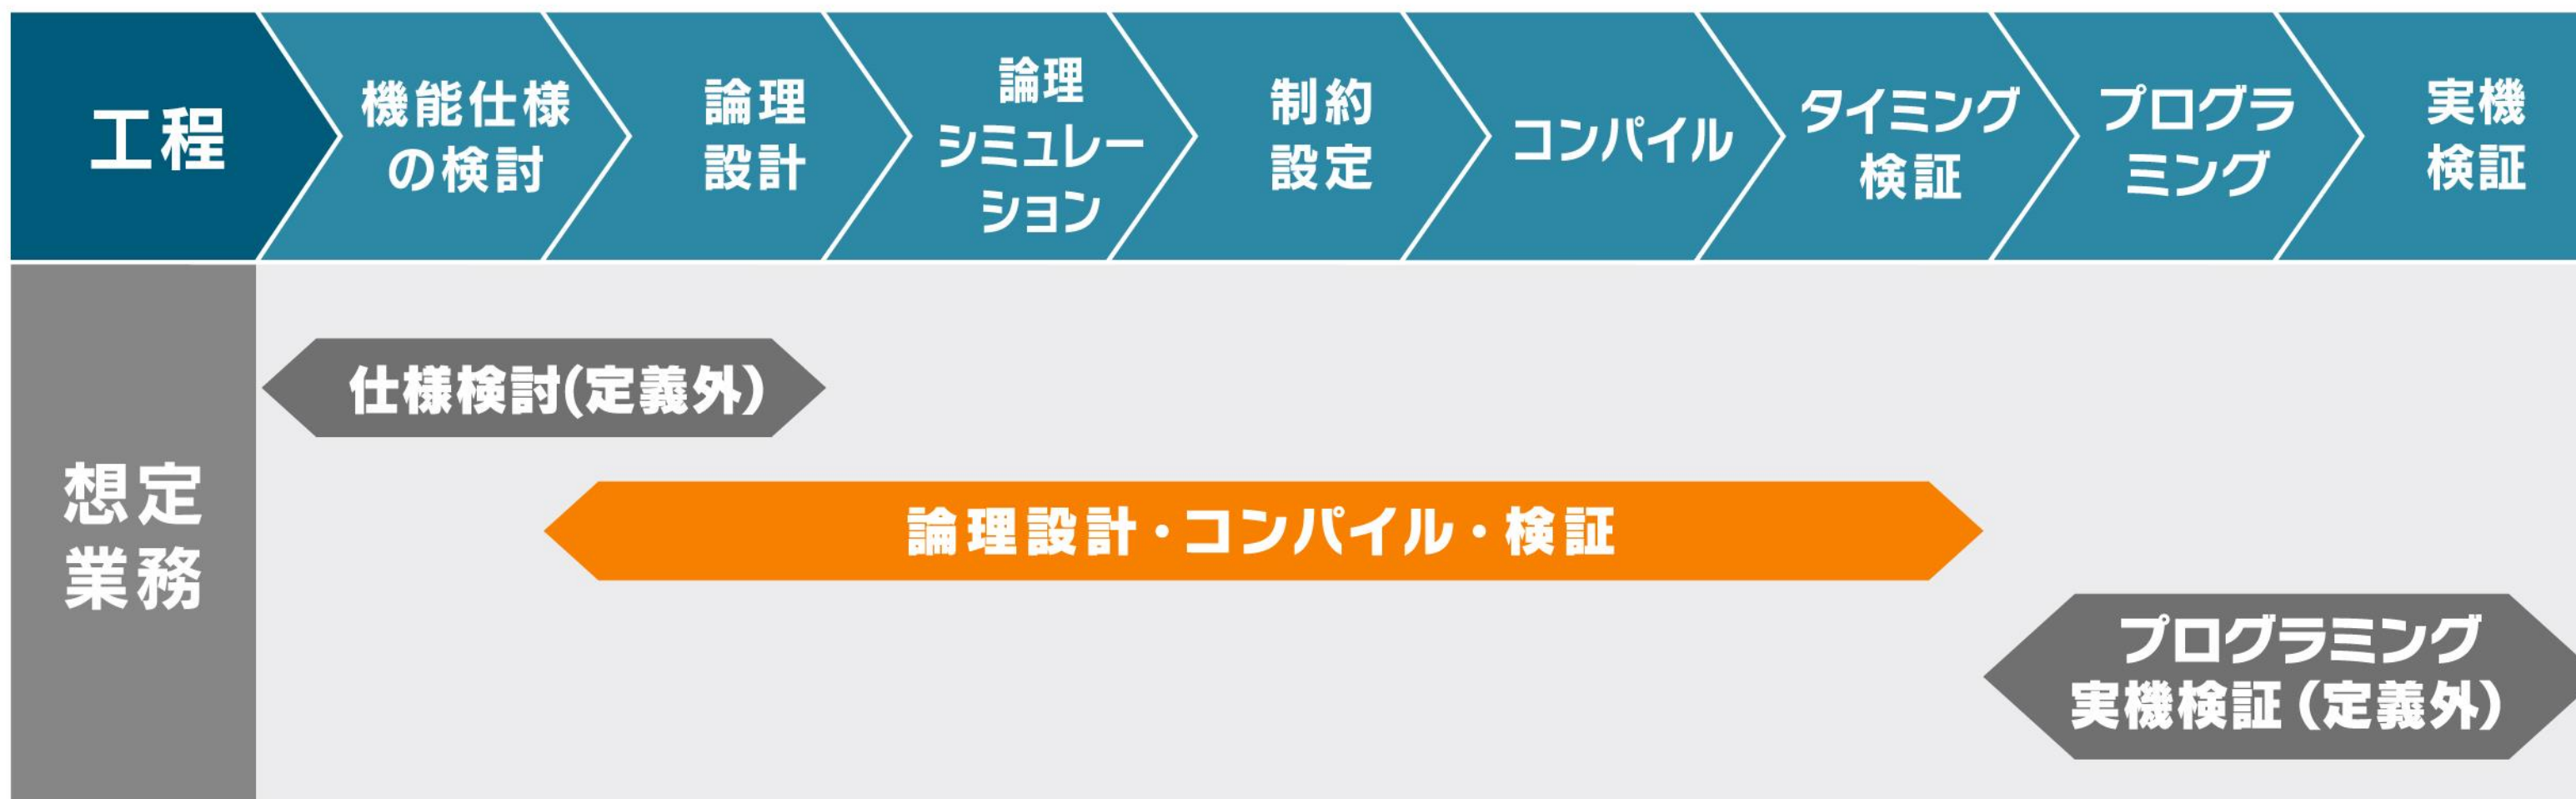 工程
機能仕様
の検討
論理
設計
論理
シミュレー
ション
制約
設定
コンパイル
タイミング
検証
プログラ
ミング
実機
検証
想定
業務
仕様検討(定義外)
論理設計・コンパイル・検証
プログラミング
実機検証(定義外)